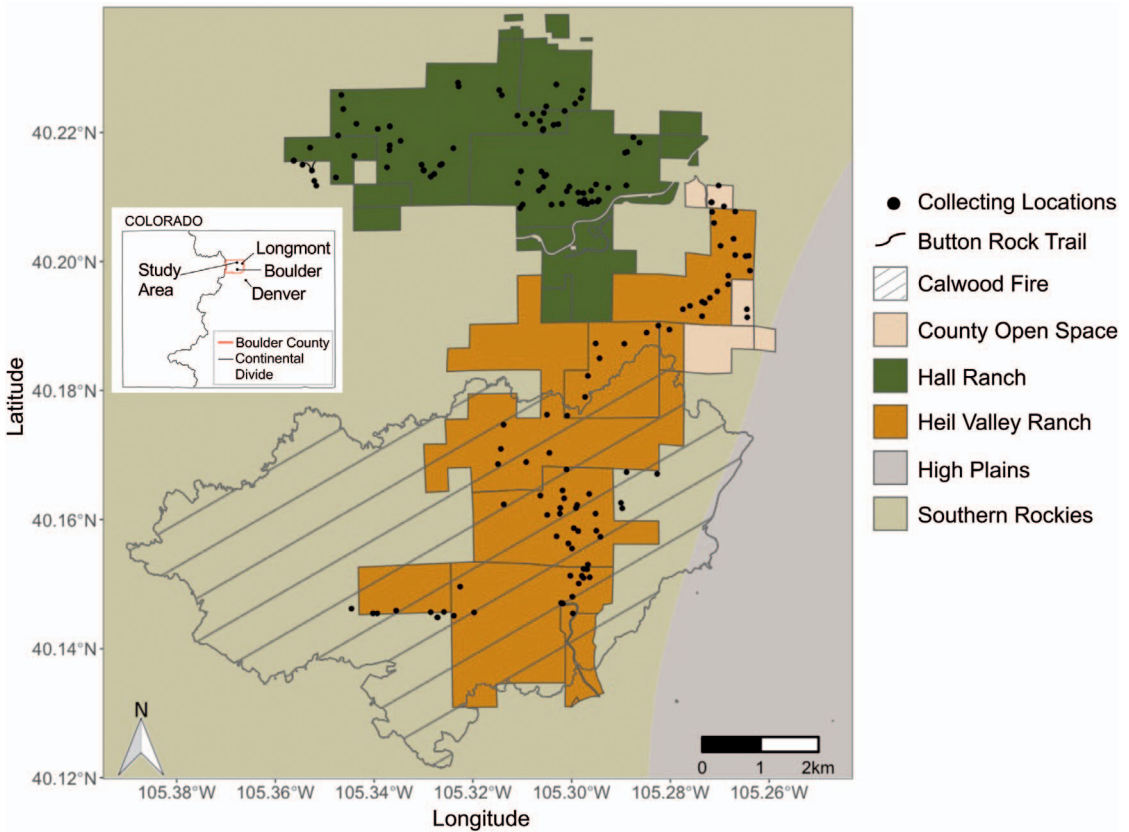 40.22°N
40.20°N
40.18°N
40.16°N
40.14°N
40.12°N
Latitude
COLORADO
Study
Area
Longmont
Boulder
Denver
Boulder County
Continental
Divide
N
0 1 2km
105.38°W 105.36°W 105.34°W 105.32°W 105.30°W 105.28°W 105.26°W
Longitude
Collecting Locations
Button Rock Trail
Calwood Fire
County Open Space
Hall Ranch
Heil Valley Ranch
High Plains
Southern Rockies